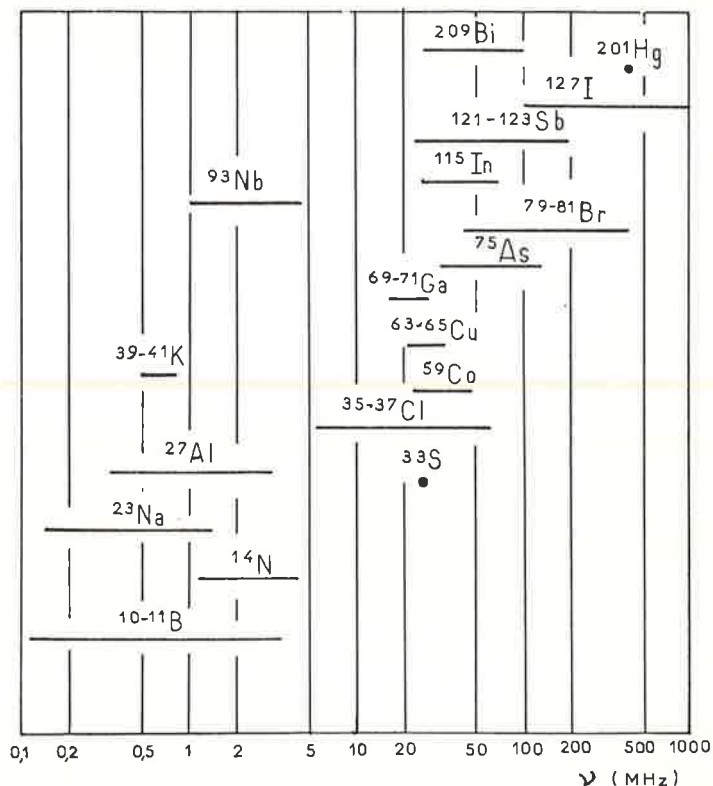 ²⁰⁹Bi
²⁰¹Hg
¹²⁷I
¹²¹⁻¹²³Sb
¹¹⁵In
⁹³Nb
⁷⁹⁻⁸¹Br
⁷⁵As
⁶⁹⁻⁷¹Ga
⁶³⁻⁶⁵Cu
³⁹⁻⁴¹K
⁵⁹Co
³⁵⁻³⁷Cl
²⁷Al
³³S
²³Na
¹⁴N
¹⁰⁻¹¹B
0,1 0,2 0,5 1 2 5 10 20 50 100 200 500 1000
ν (MHz)